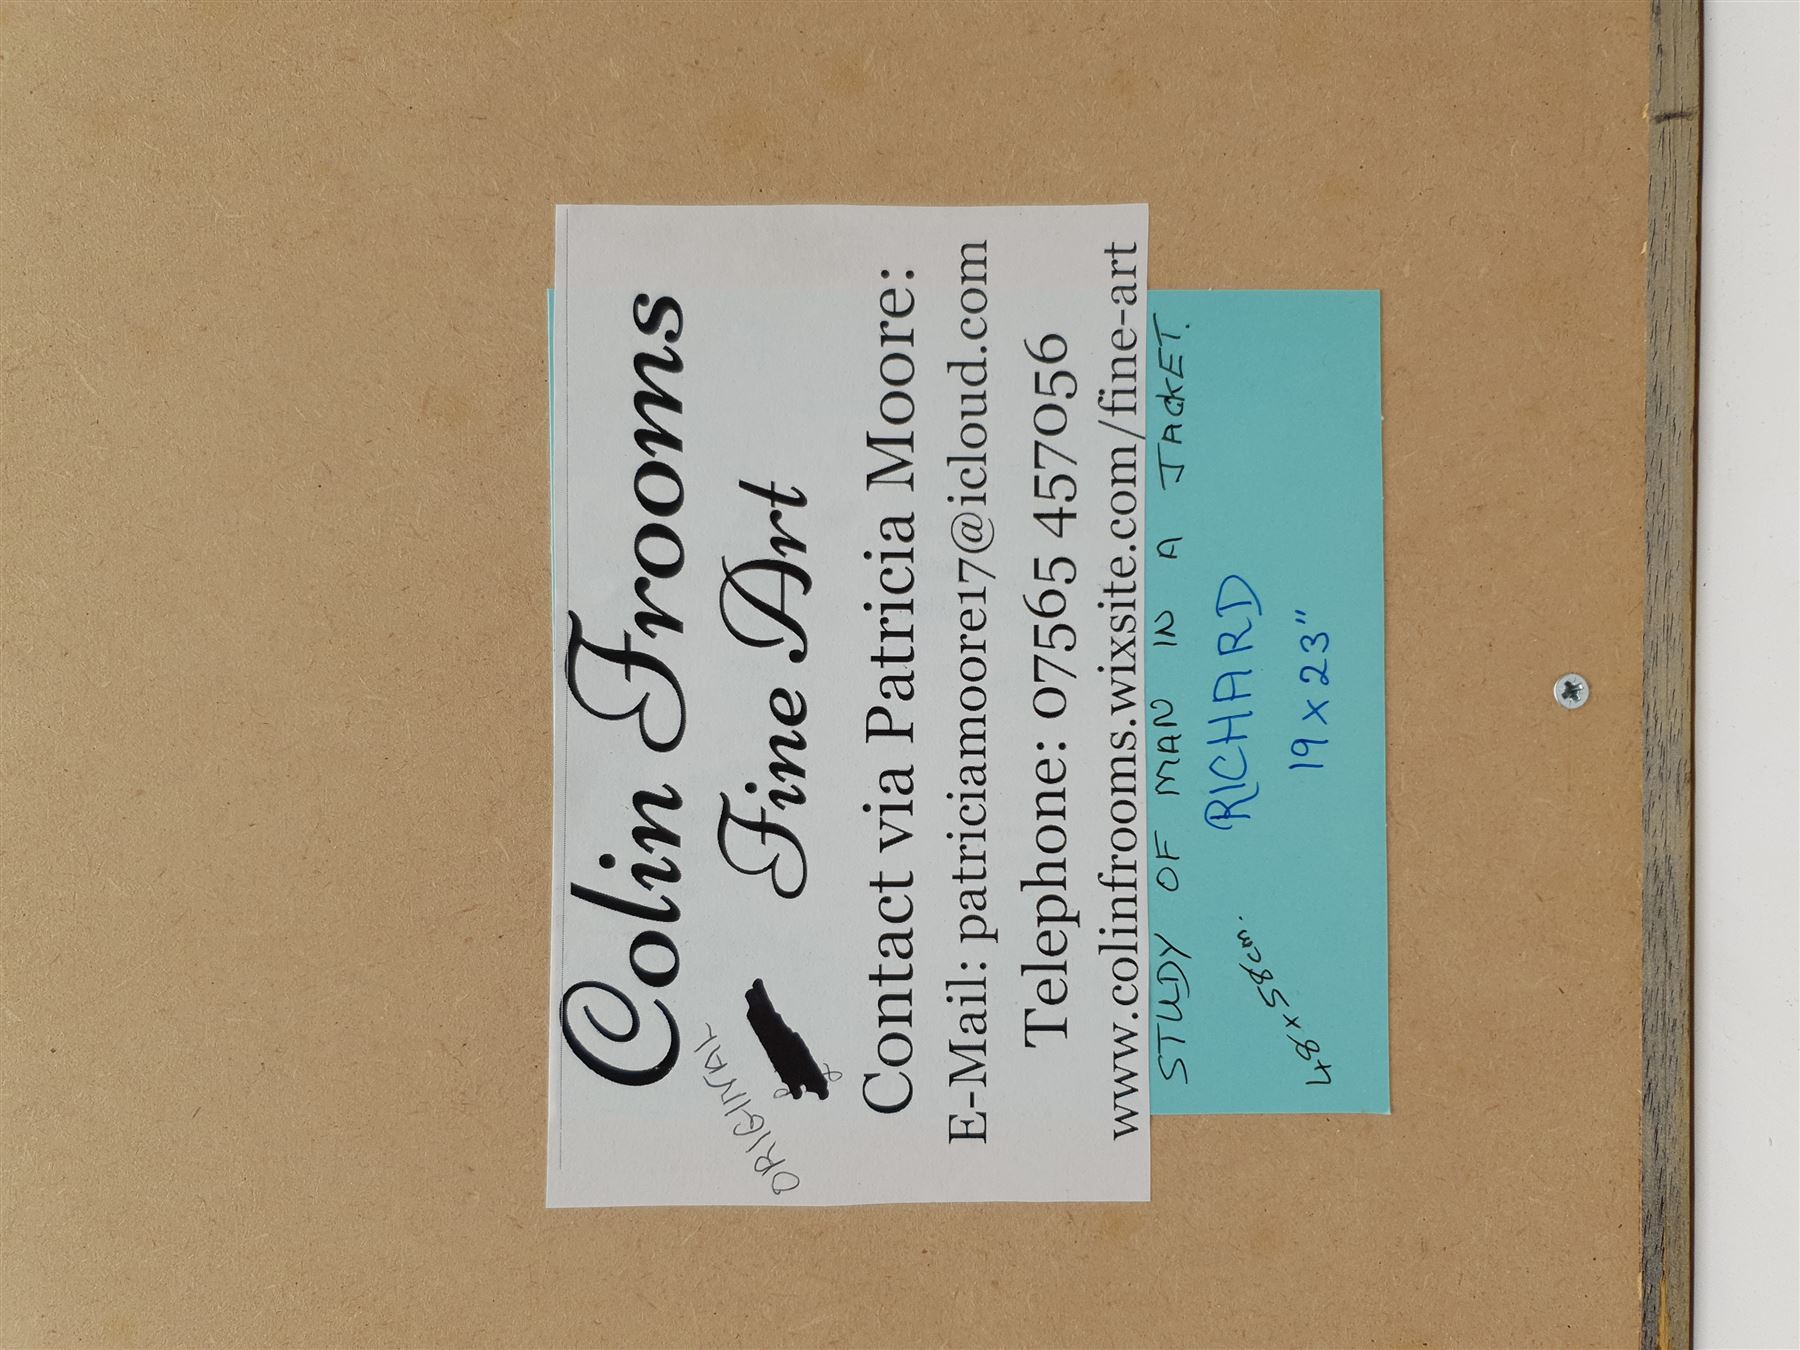 Colin Frooms
Fine Art
ORIGINAL
Contact via Patricia Moore:
E-Mail: patriciamoore17@icloud.com
Telephone: 07565 457056
www.colinfrooms.wixsite.com/fine-art
STUDY OF MAN IN A JACKET.
RICHARD
48 x 58cm.
19 x 23"